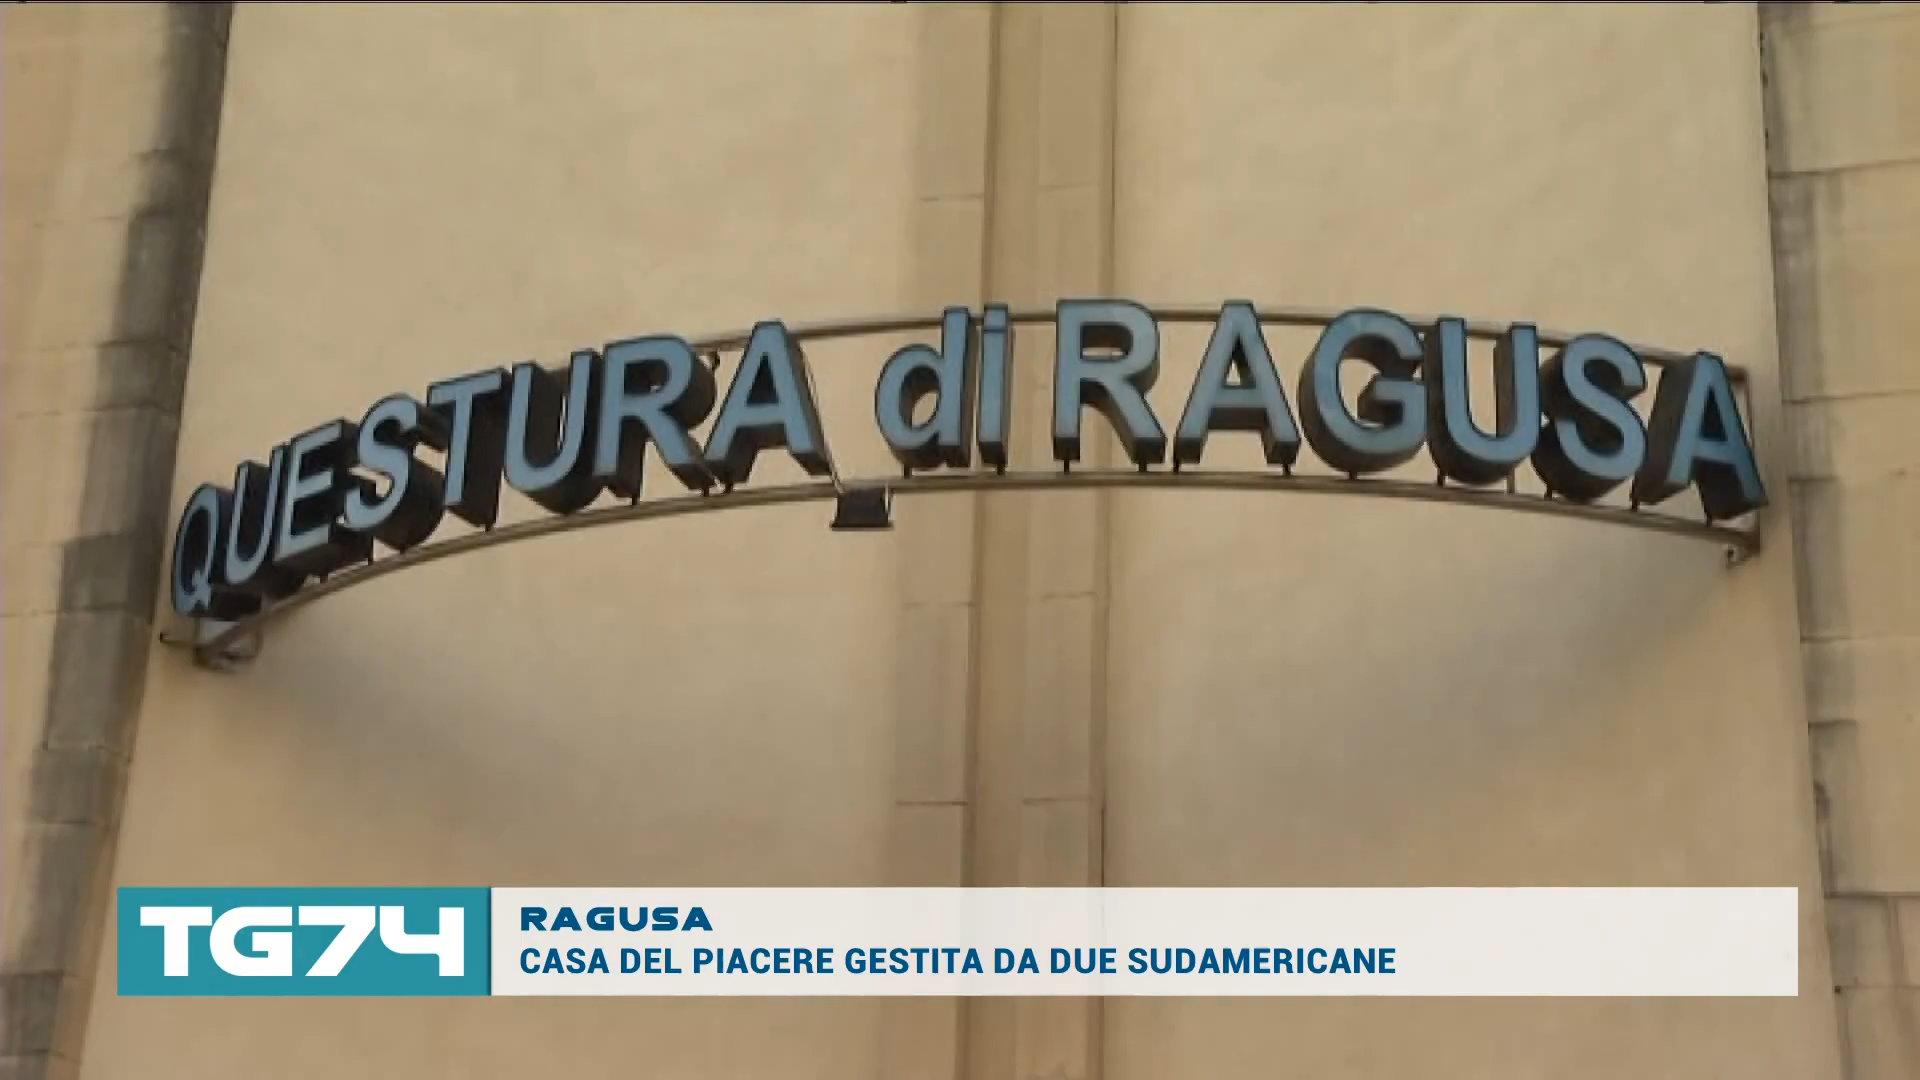 QUESTURA di RAGUSA
TG74
RAGUSA
CASA DEL PIACERE GESTITA DA DUE SUDAMERICANE